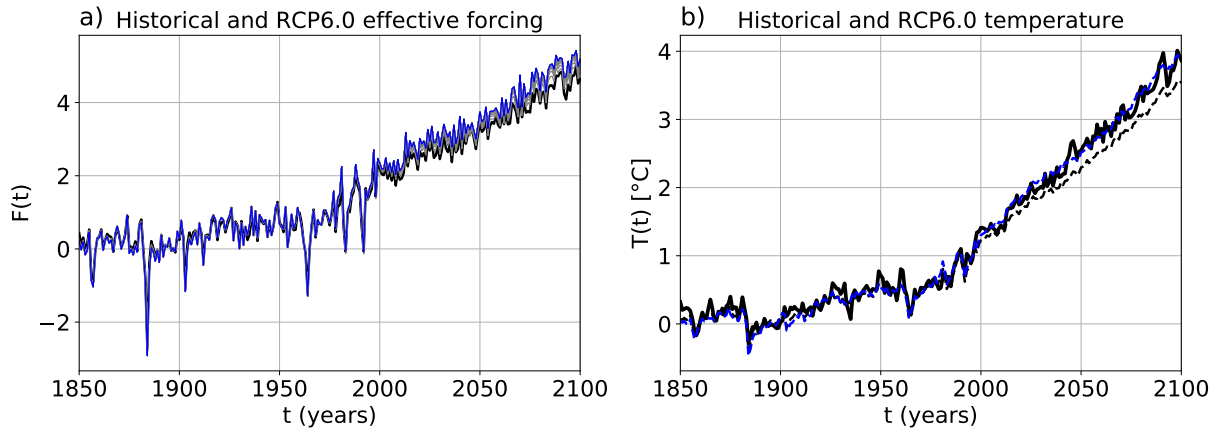 a) Historical and RCP6.0 effective forcing
F(t)
4
2
0
−2
1850 1900 1950 2000 2050 2100
t (years)
b) Historical and RCP6.0 temperature
T(t) [°C]
4
3
2
1
0
1850 1900 1950 2000 2050 2100
t (years)